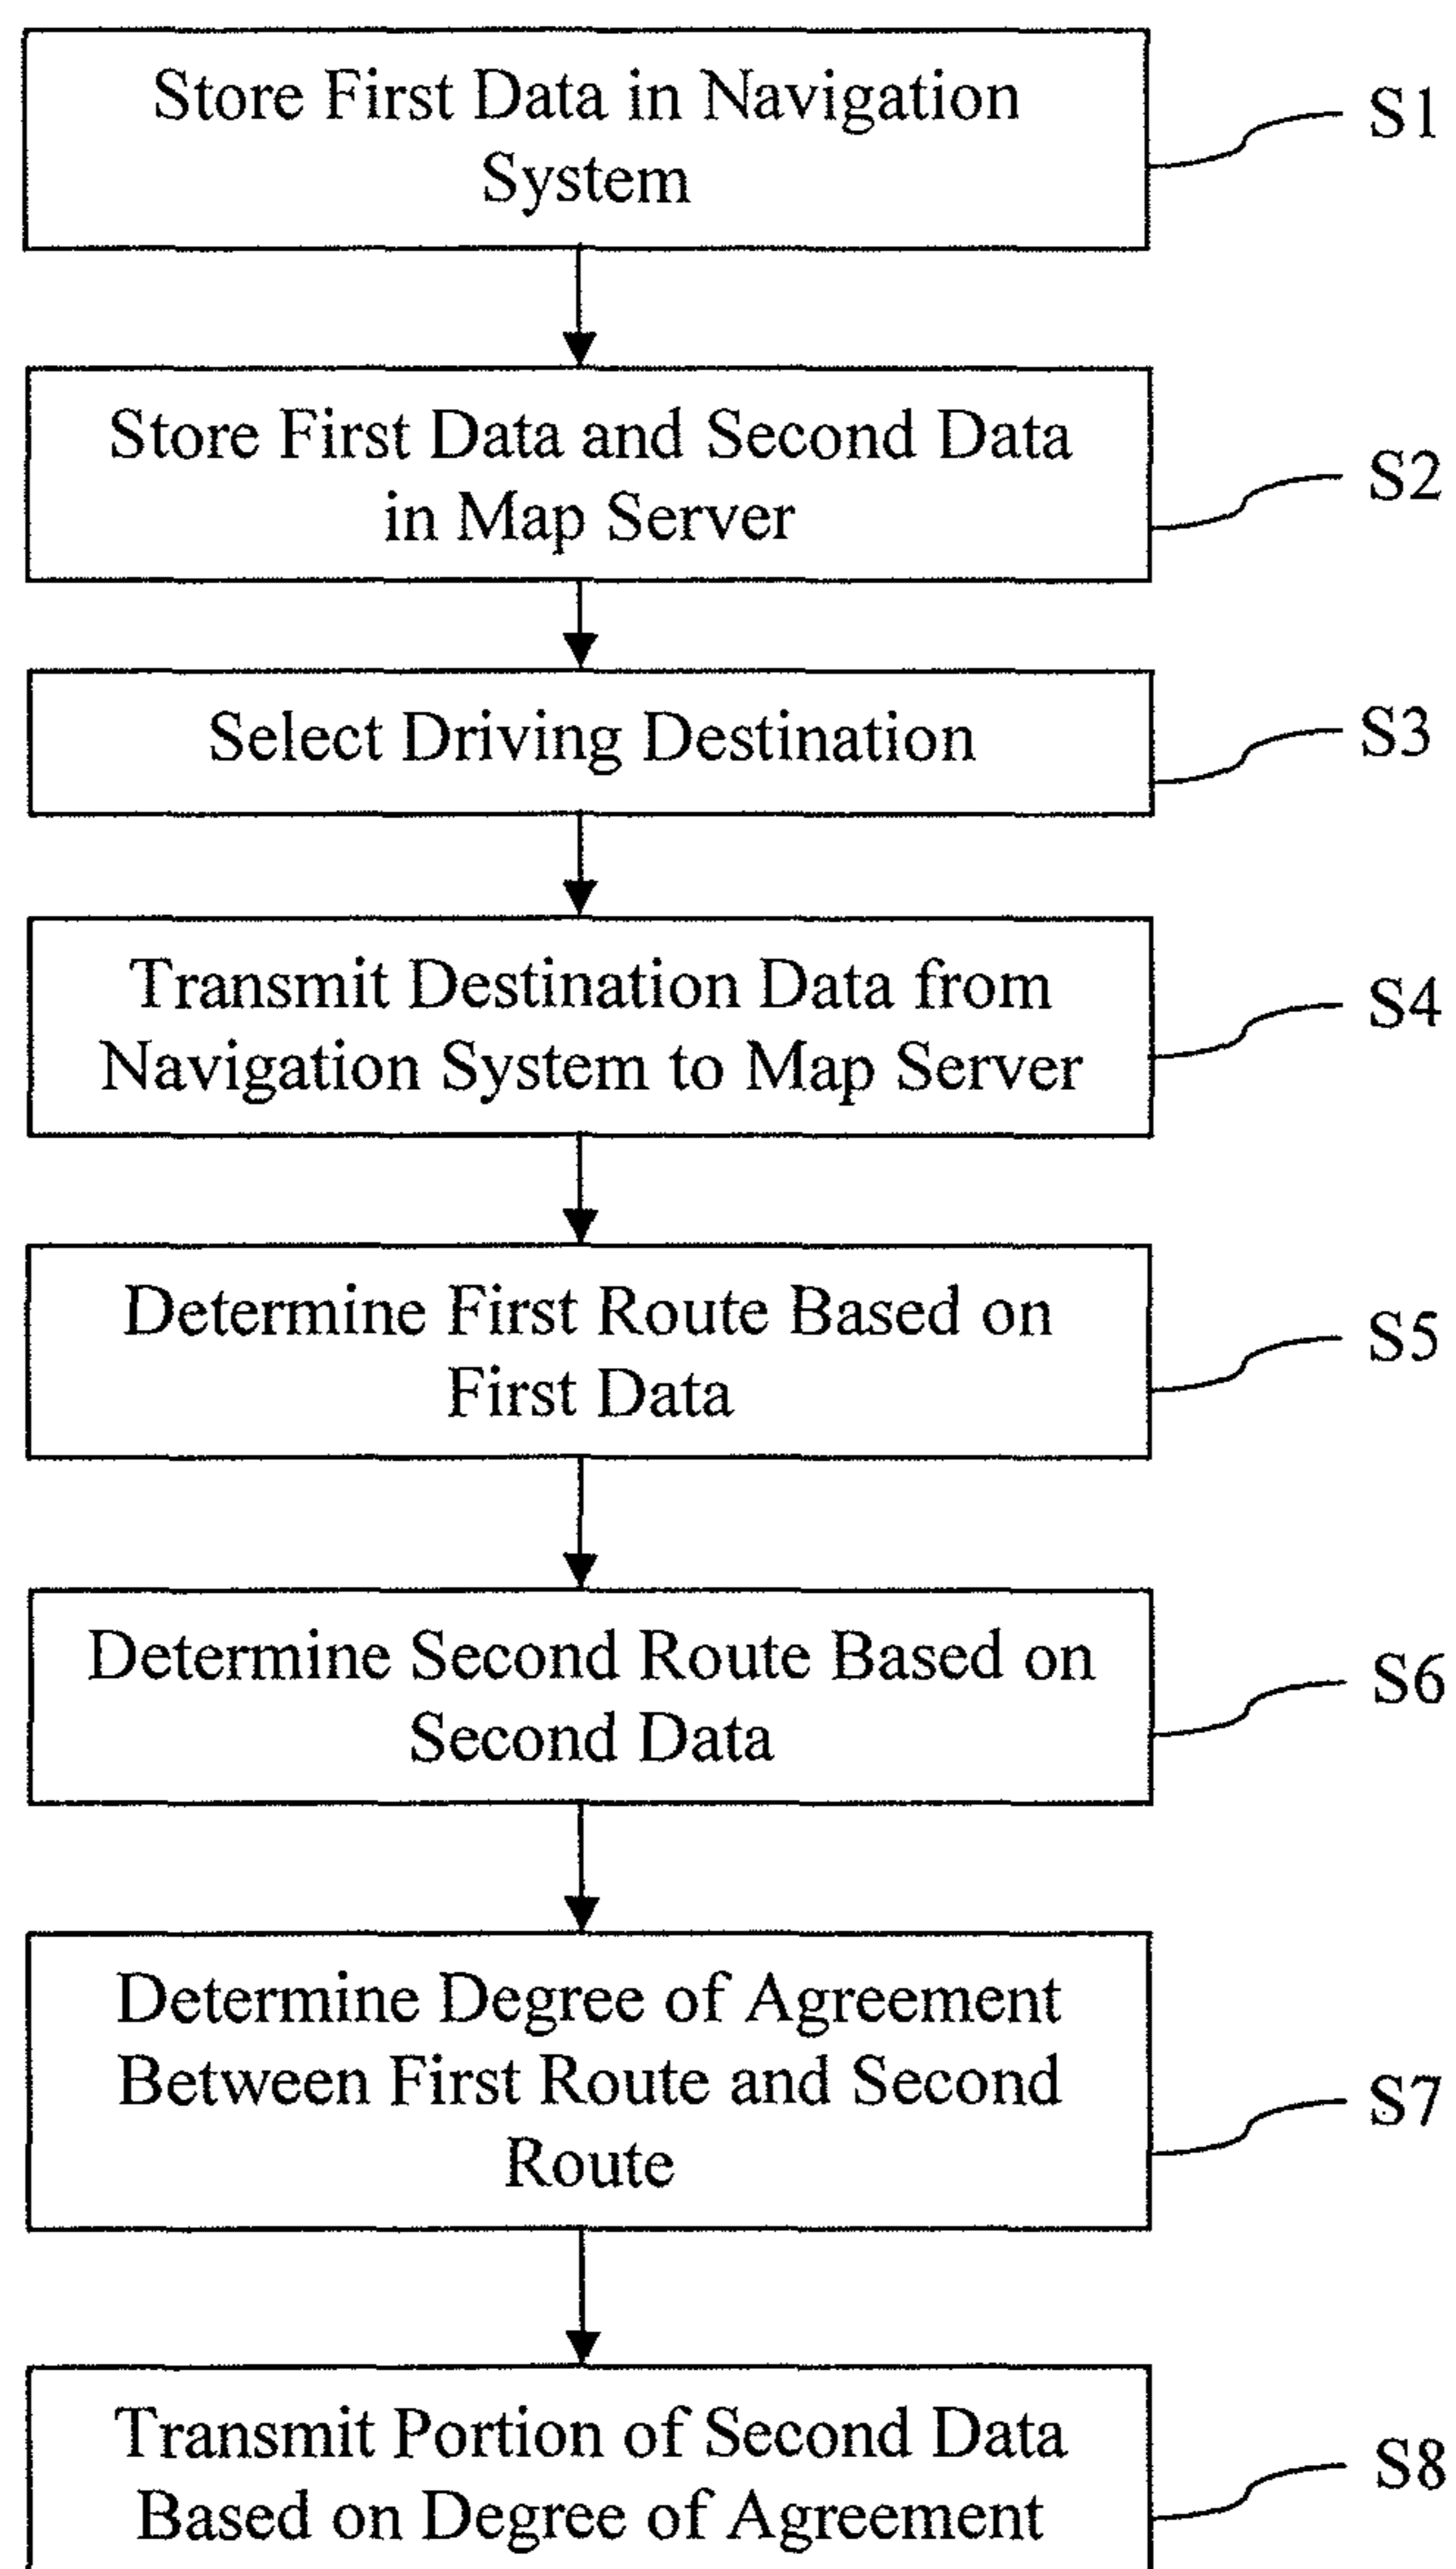 Store First Data in Navigation
System
S1
Store First Data and Second Data
in Map Server
S2
Select Driving Destination
S3
Transmit Destination Data from
Navigation System to Map Server
S4
Determine First Route Based on
First Data
S5
Determine Second Route Based on
Second Data
S6
Determine Degree of Agreement
Between First Route and Second
Route
S7
Transmit Portion of Second Data
Based on Degree of Agreement
S8